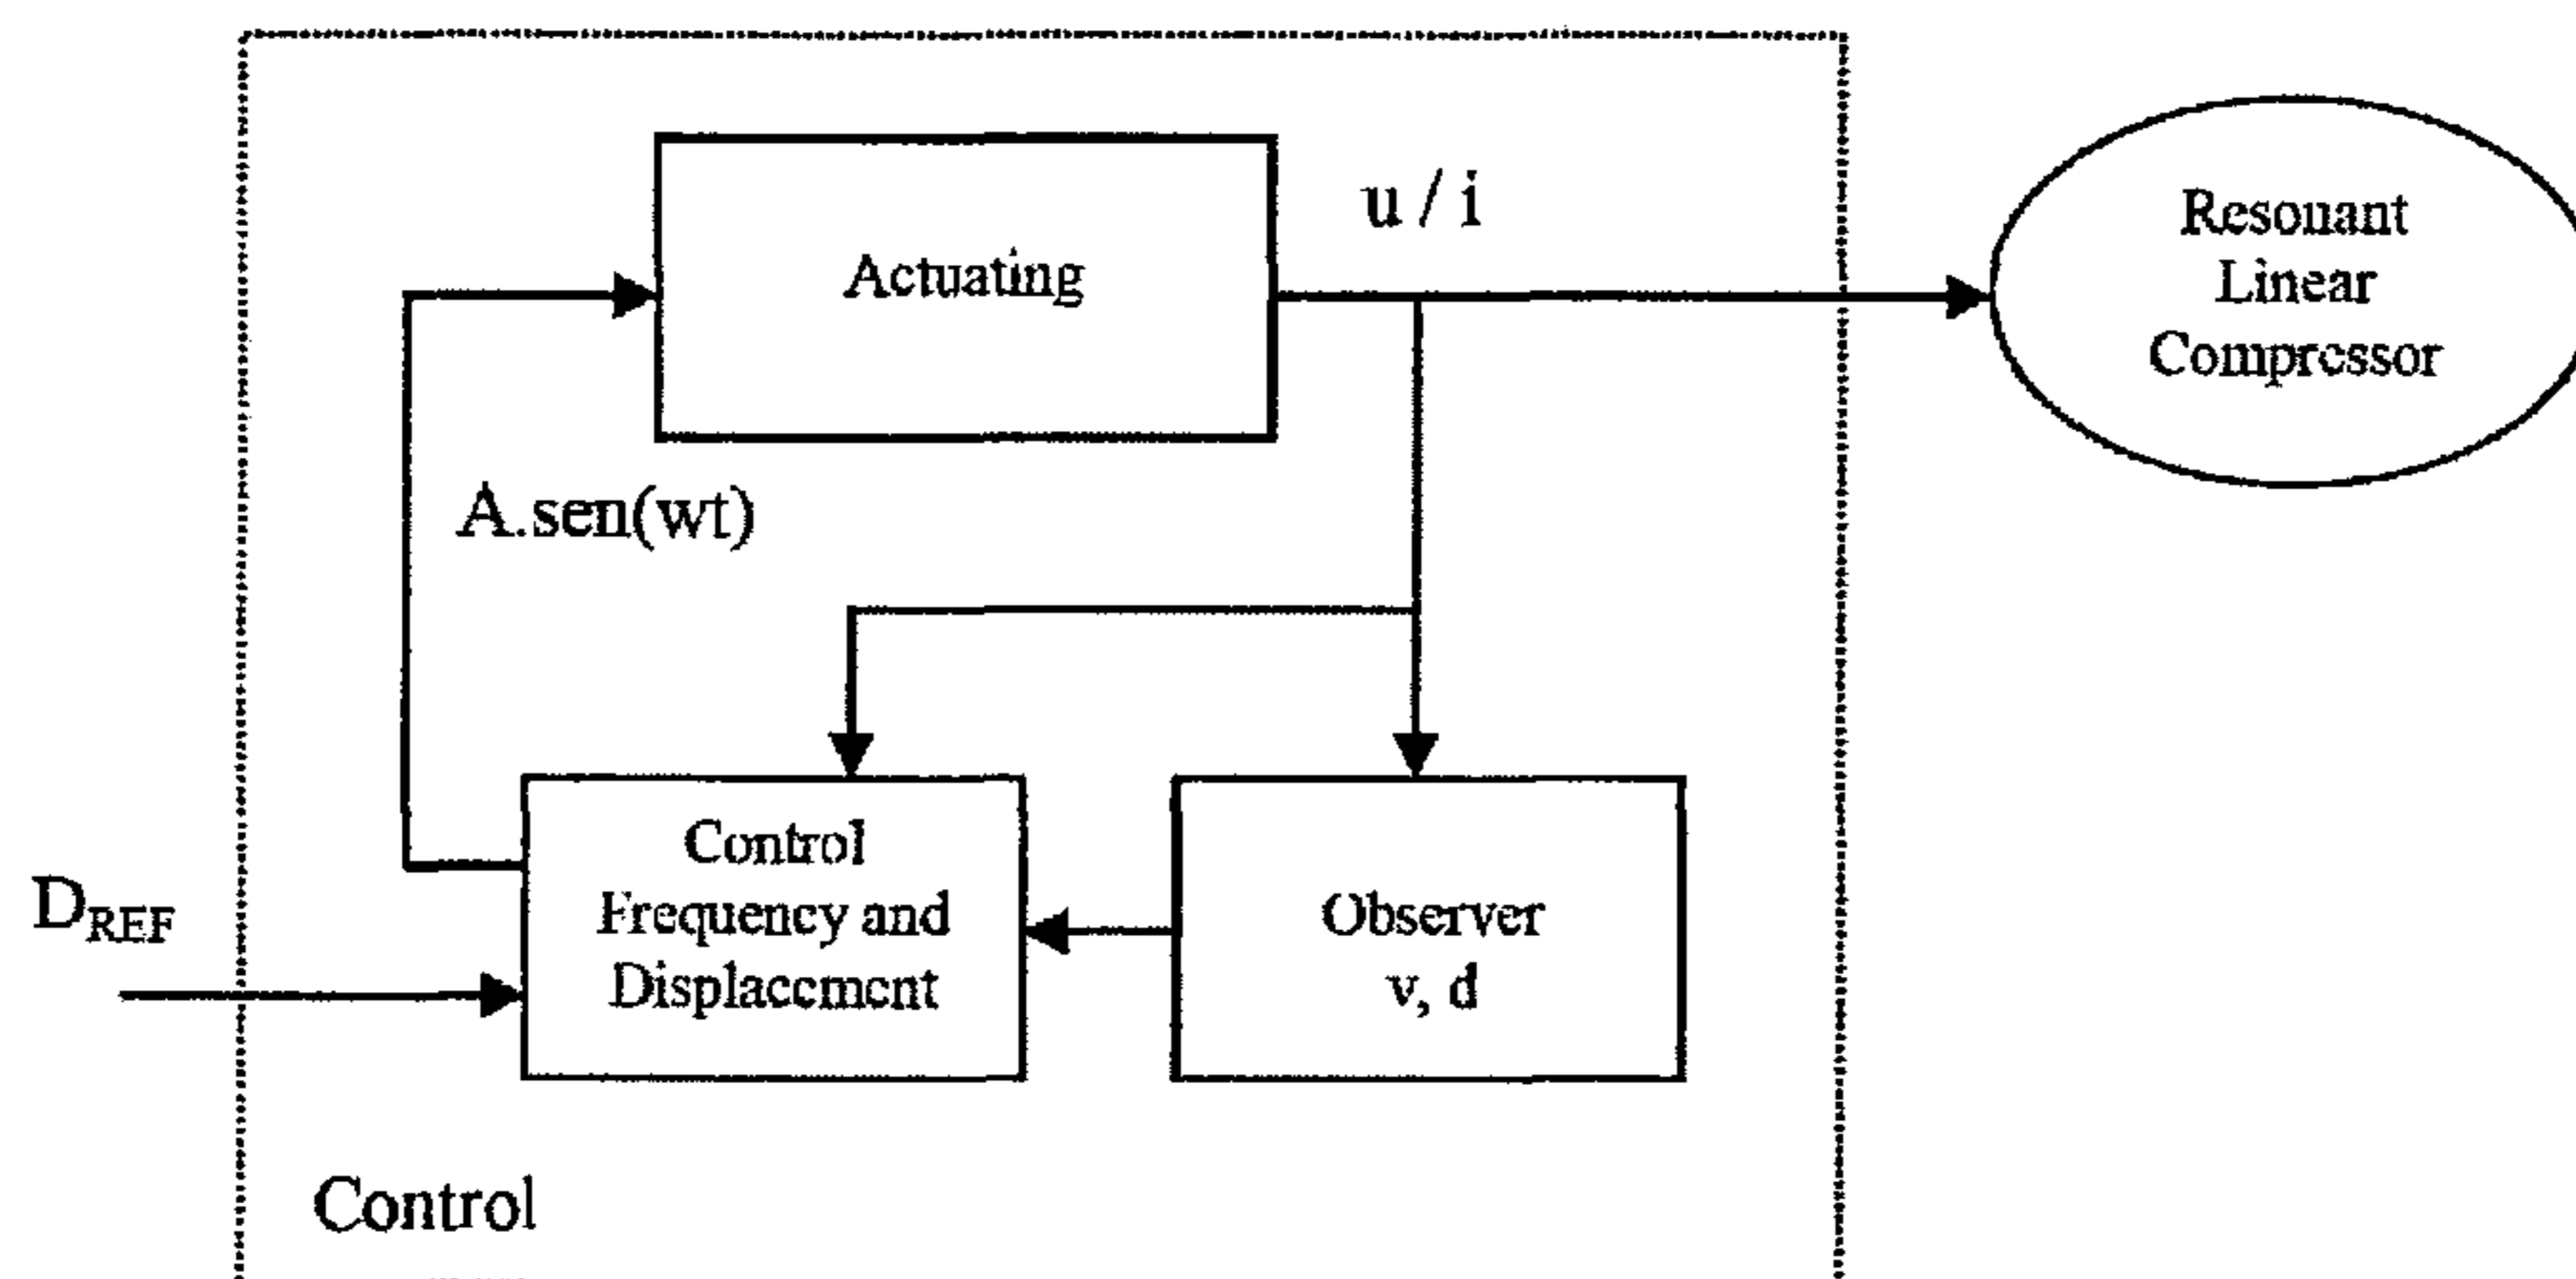 Actuating
u / i
Resonant
Linear
Compressor
A.sen(wt)
Control
Frequency and
Displacement
Observer
v, d
DREF
Control